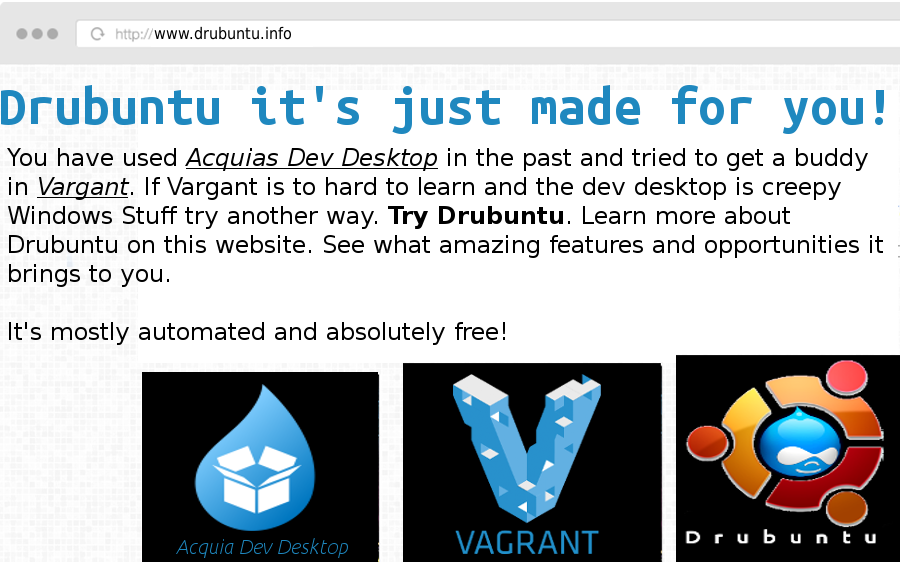 http://www.drubuntu.info
Drubuntu it's just made for you!
You have used Acquias Dev Desktop in the past and tried to get a buddy
in Vargant. If Vargant is to hard to learn and the dev desktop is creepy
Windows Stuff try another way. Try Drubuntu. Learn more about
Drubuntu on this website. See what amazing features and opportunities it
brings to you.
It's mostly automated and absolutely free!
Acquia Dev Desktop
VAGRANT
Drubuntu